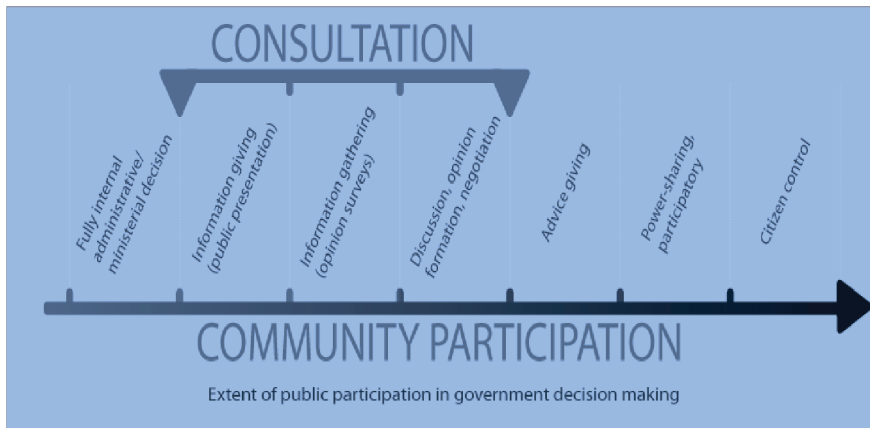 CONSULTATION
Fully internal
administrative/
ministerial decision
Information giving
(public presentation)
Information gathering
(opinion surveys)
Discussion, opinion
formation, negotiation
Advice giving
Power-sharing,
participatory
Citizen control
COMMUNITY PARTICIPATION
Extent of public participation in government decision making